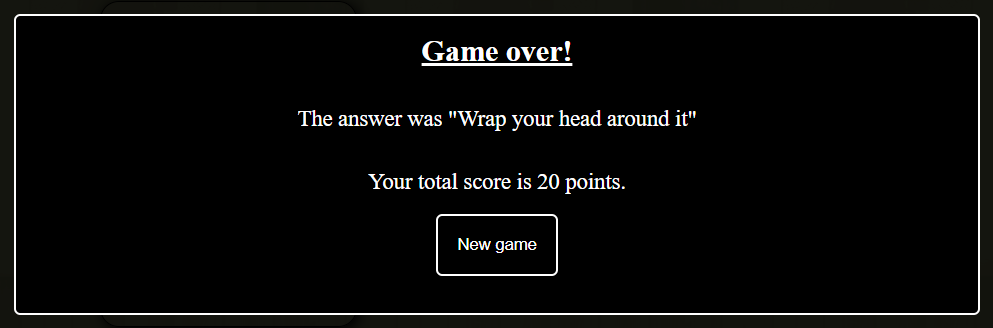 Game over!
The answer was "Wrap your head around it"
Your total score is 20 points.
New game